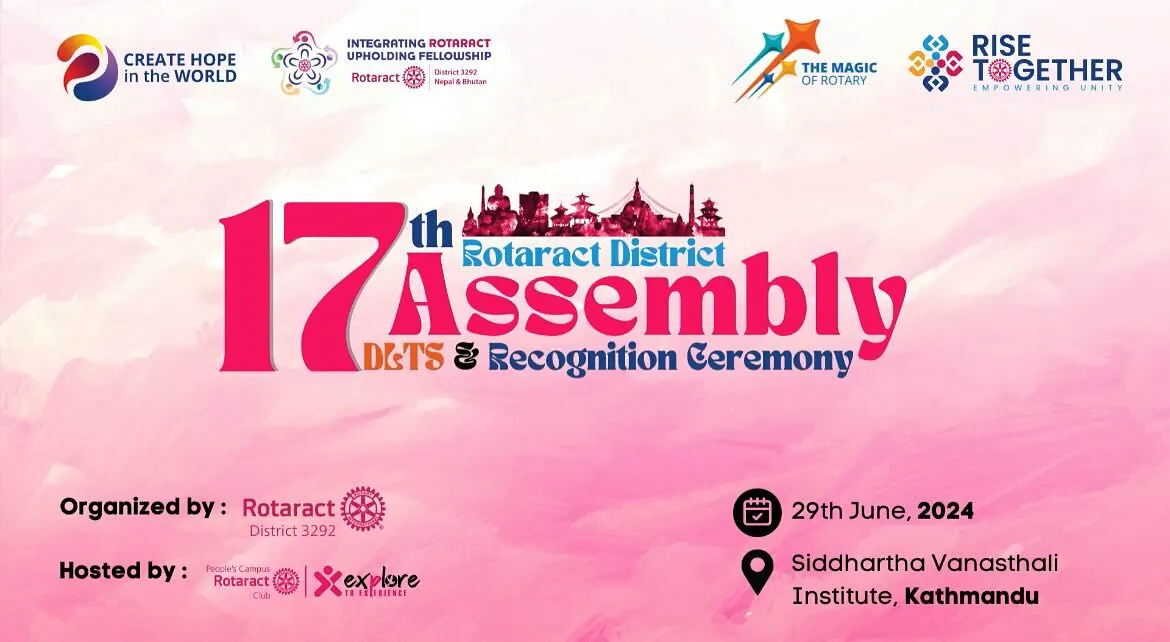 CREATE HOPE
in the WORLD
INTEGRATING ROTARACT
UPHOLDING FELLOWSHIP
Rotaract
District 3292
Nepal & Bhutan
THE MAGIC
OF ROTARY
RISE
TOGETHER
EMPOWERING UNITY
17th
Rotaract District
Assembly
DLTS & Recognition Ceremony
Organized by :
Rotaract
District 3292
Hosted by :
People's Campus
Rotaract
Club
explore
TO EXPERIENCE
29th June, 2024
Siddhartha Vanasthali
Institute, Kathmandu